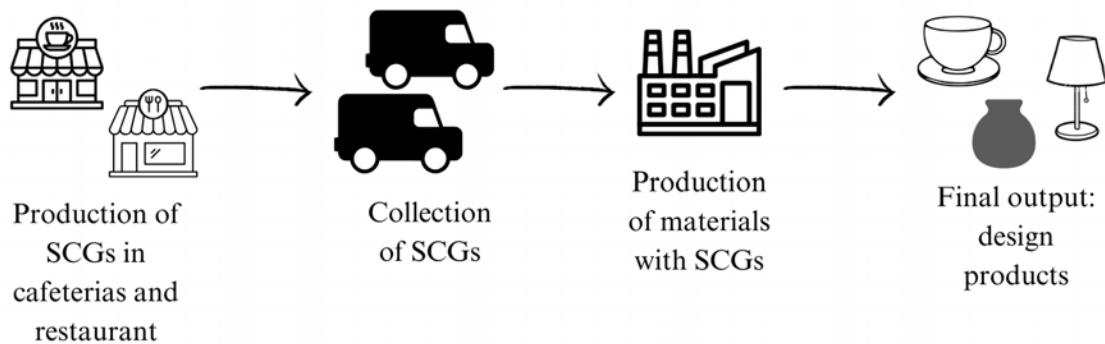 Production of
SCGs in
cafeterias and
restaurant
Collection
of SCGs
Production
of materials
with SCGs
Final output:
design
products